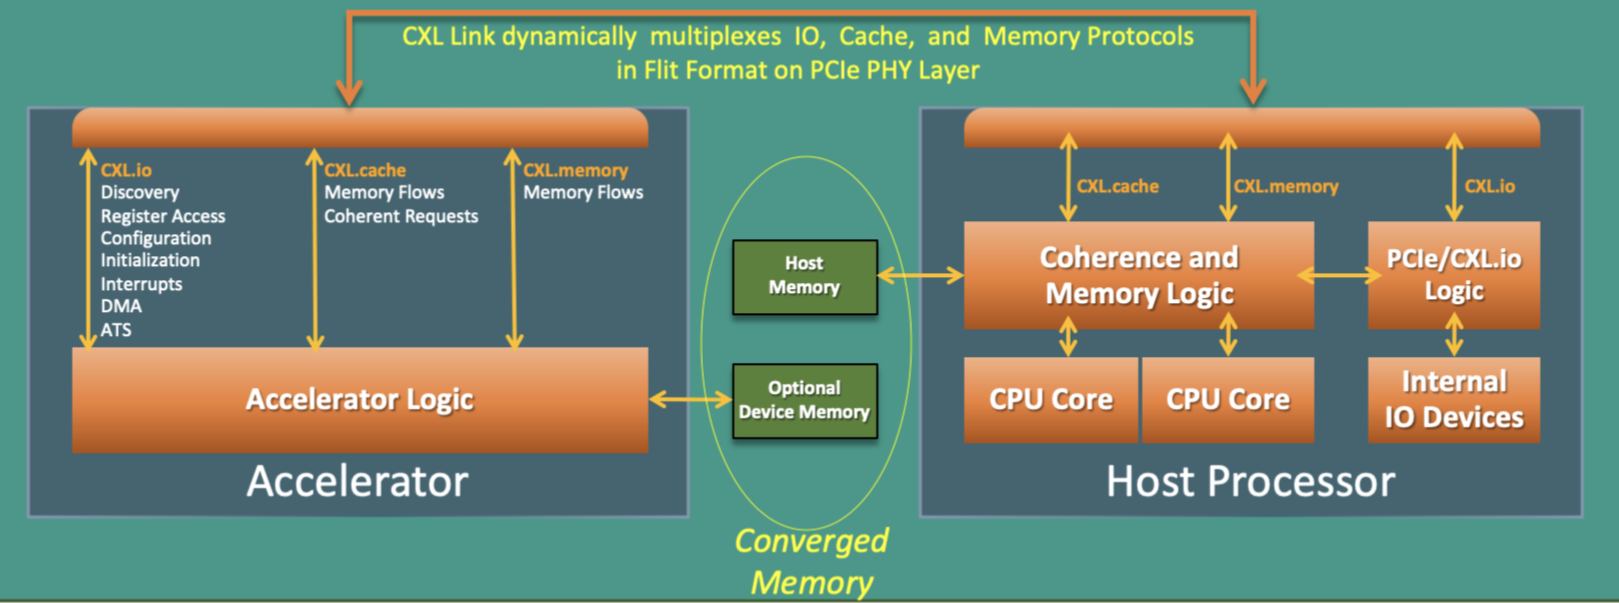 CXL Link dynamically multiplexes IO, Cache, and Memory Protocols
in Flit Format on PCIe PHY Layer
CXL.io
Discovery
Register Access
Configuration
Initialization
Interrupts
DMA
ATS
CXL.cache
Memory Flows
Coherent Requests
CXL.memory
Memory Flows
Accelerator Logic
Accelerator
Host
Memory
Optional
Device Memory
Converged
Memory
CXL.cache
CXL.memory
CXL.io
Coherence and
Memory Logic
PCIe/CXL.io
Logic
CPU Core
CPU Core
Internal
IO Devices
Host Processor